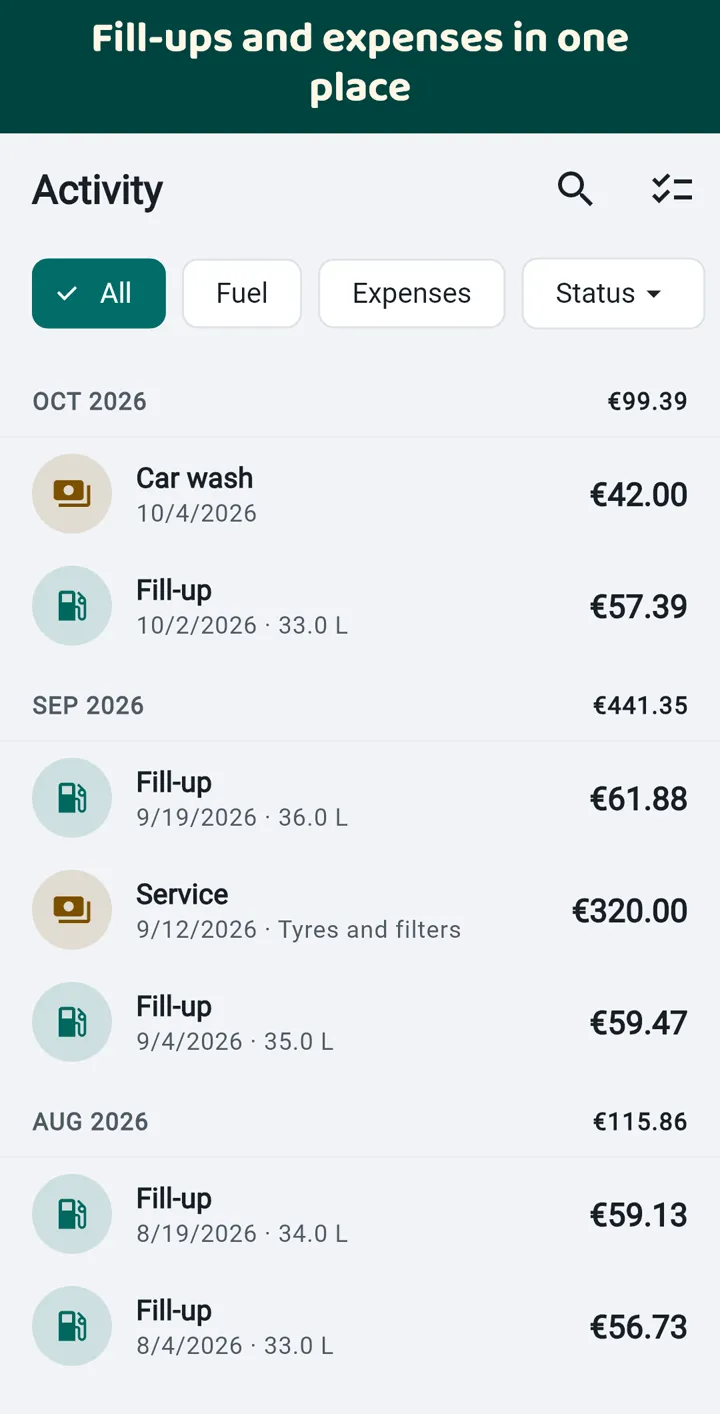 Fill-ups and expenses in one
place
Activity
All
Fuel
Expenses
Status
OCT 2026 €99.39
Car wash
10/4/2026
€42.00
Fill-up
10/2/2026 · 33.0 L
€57.39
SEP 2026 €441.35
Fill-up
9/19/2026 · 36.0 L
€61.88
Service
9/12/2026 · Tyres and filters
€320.00
Fill-up
9/4/2026 · 35.0 L
€59.47
AUG 2026 €115.86
Fill-up
8/19/2026 · 34.0 L
€59.13
Fill-up
8/4/2026 · 33.0 L
€56.73